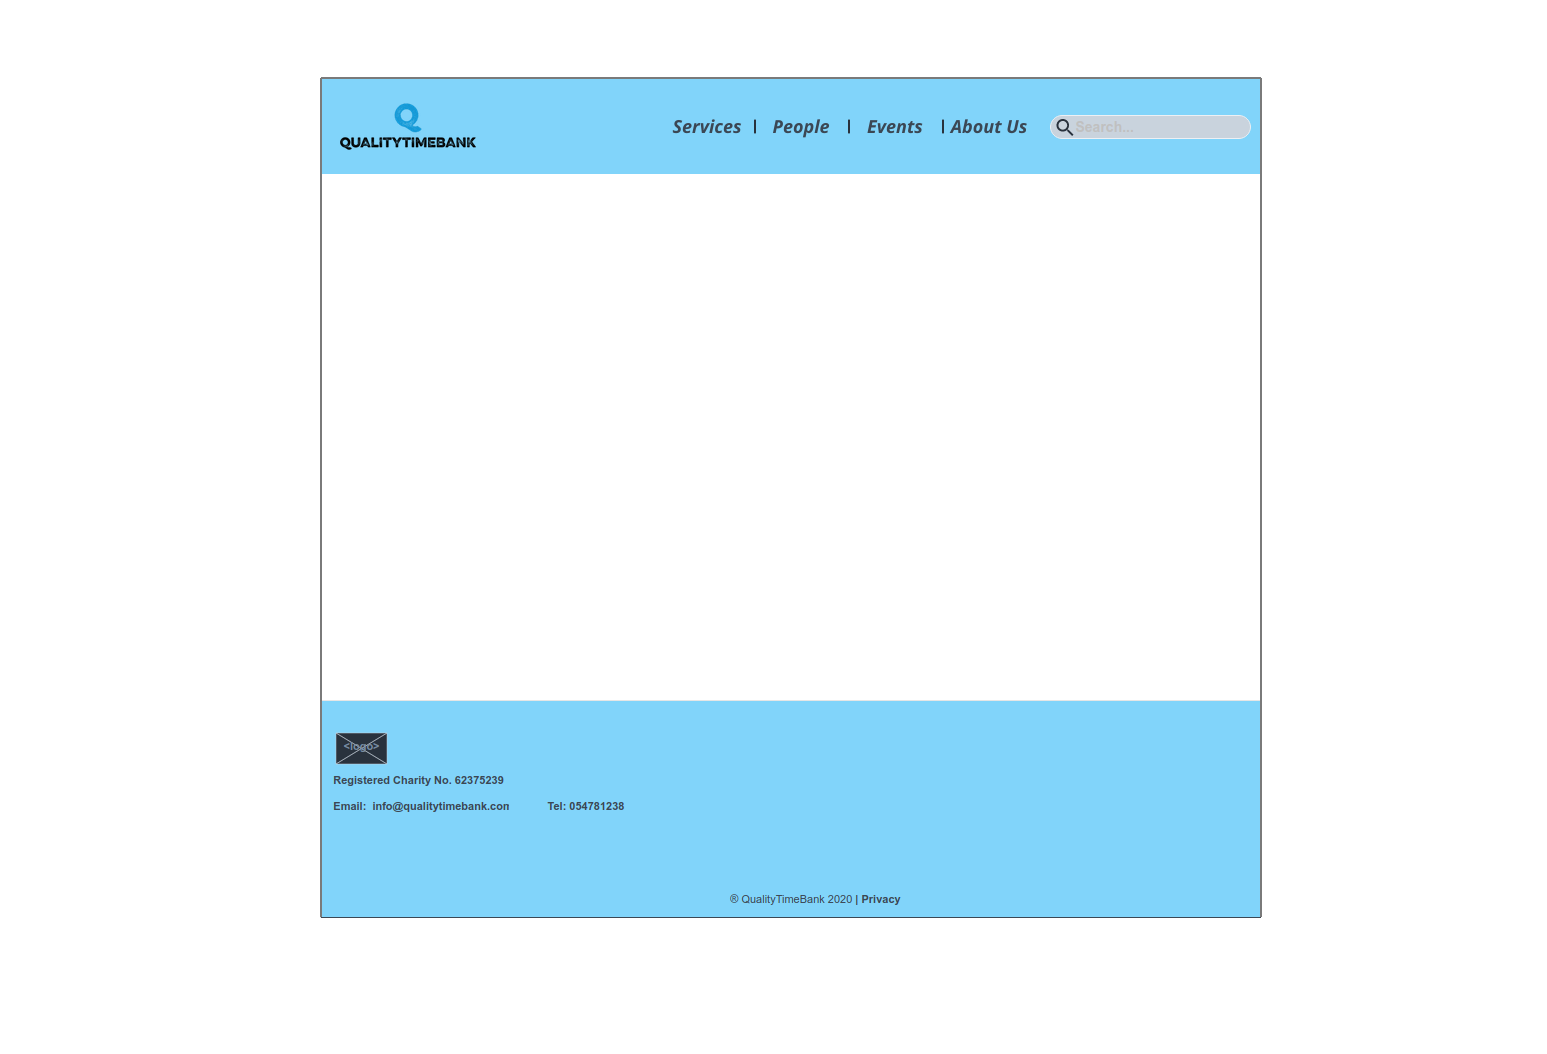 Q
QUALITYTIMEBANK
Services | People | Events | About Us
Search...
<logo>
Registered Charity No. 62375239
Email: info@qualitytimebank.con Tel: 054781238
® QualityTimeBank 2020 | Privacy